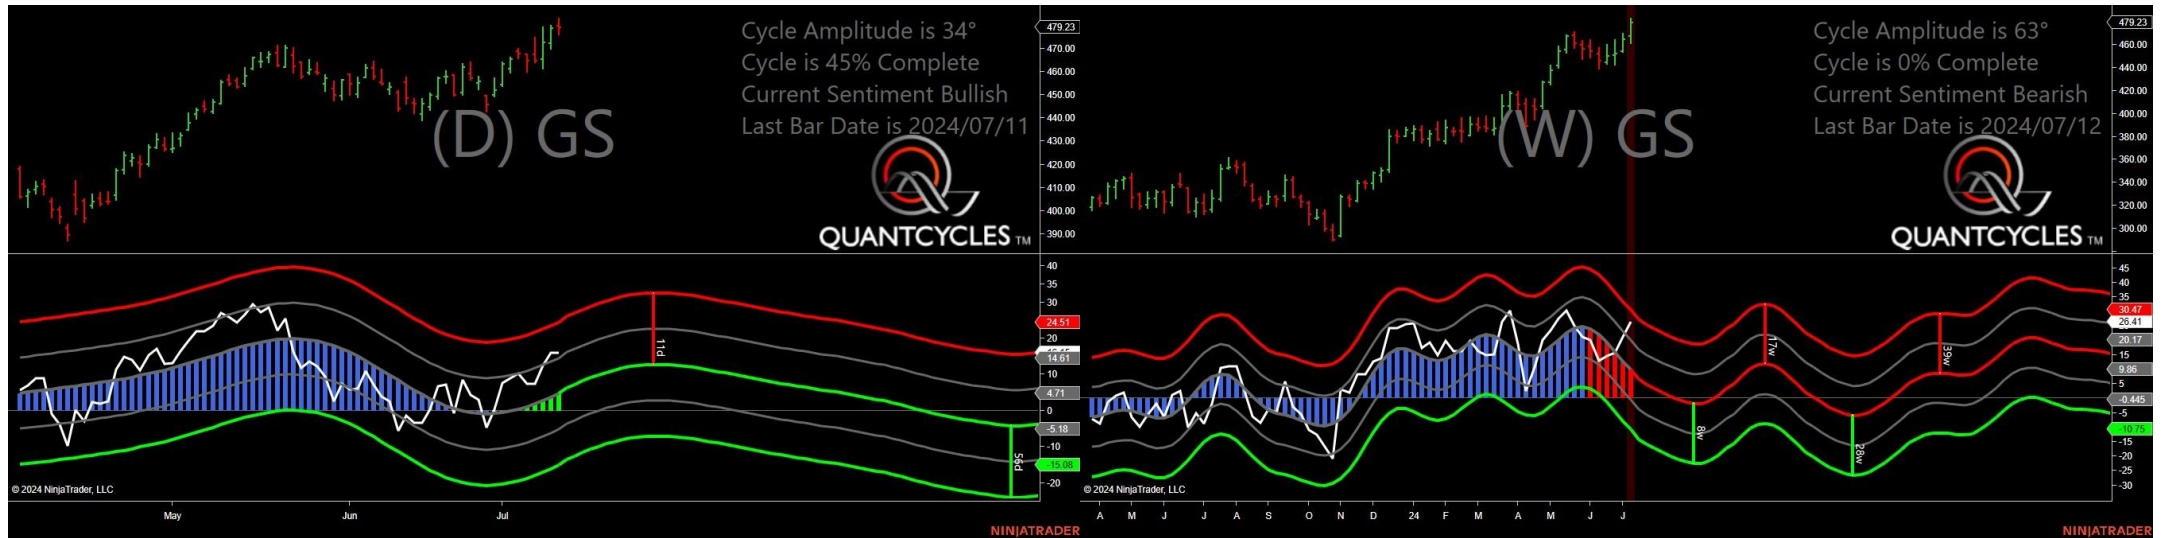 Cycle Amplitude is 34°
Cycle is 45% Complete
Current Sentiment Bullish
Last Bar Date is 2024/07/11
(D) GS
QUANTCYCLES TM
479.23
470.00
460.00
450.00
440.00
430.00
420.00
410.00
400.00
390.00
40
35
30
24.51
20
14.61
10
4.71
0
-5.18
-10
-15.08
-20
11d
56d
© 2024 NinjaTrader, LLC
May
Jun
Jul
NINJATRADER
Cycle Amplitude is 63°
Cycle is 0% Complete
Current Sentiment Bearish
Last Bar Date is 2024/07/12
(W) GS
QUANTCYCLES TM
479.23
460.00
440.00
420.00
400.00
380.00
360.00
340.00
320.00
300.00
45
40
35
30.47
26.41
20.17
15
9.86
5
-0.445
-5
-10.75
-15
-20
-25
-30
8w
17w
28w
39w
© 2024 NinjaTrader, LLC
A M J J A S O N D 24 F M A M J J
NINJATRADER